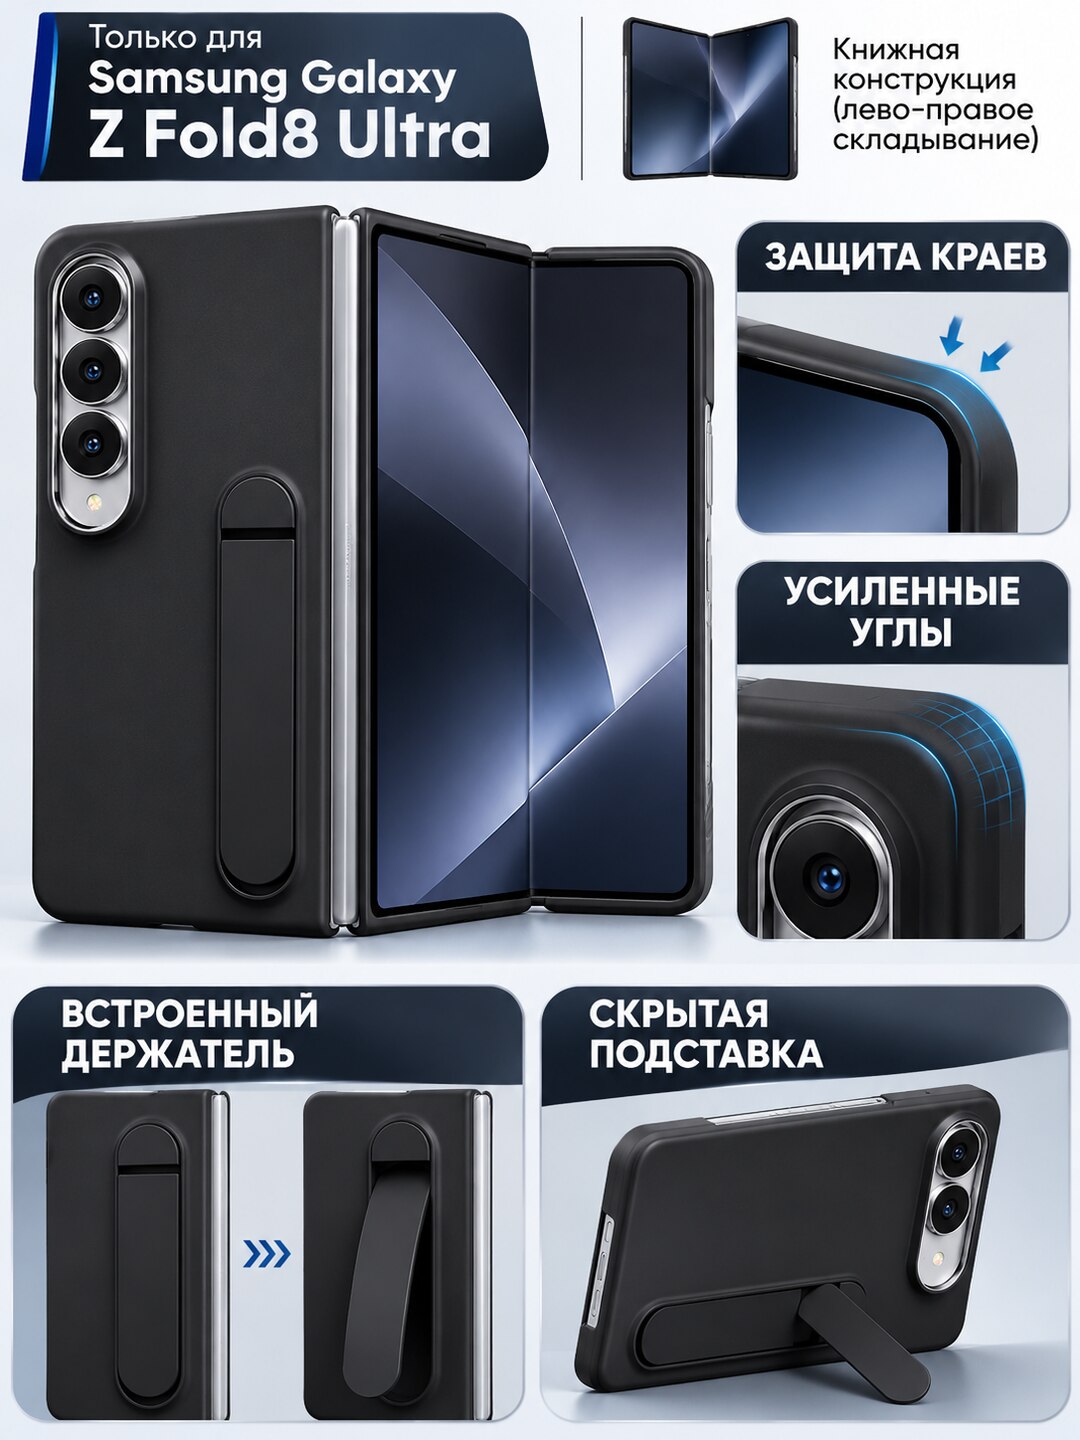 Только для
Samsung Galaxy
Z Fold8 Ultra
Книжная
конструкция
(лево-правое
складывание)
ЗАЩИТА КРАЕВ
УСИЛЕННЫЕ
УГЛЫ
ВСТРОЕННЫЙ
ДЕРЖАТЕЛЬ
СКРЫТАЯ
ПОДСТАВКА